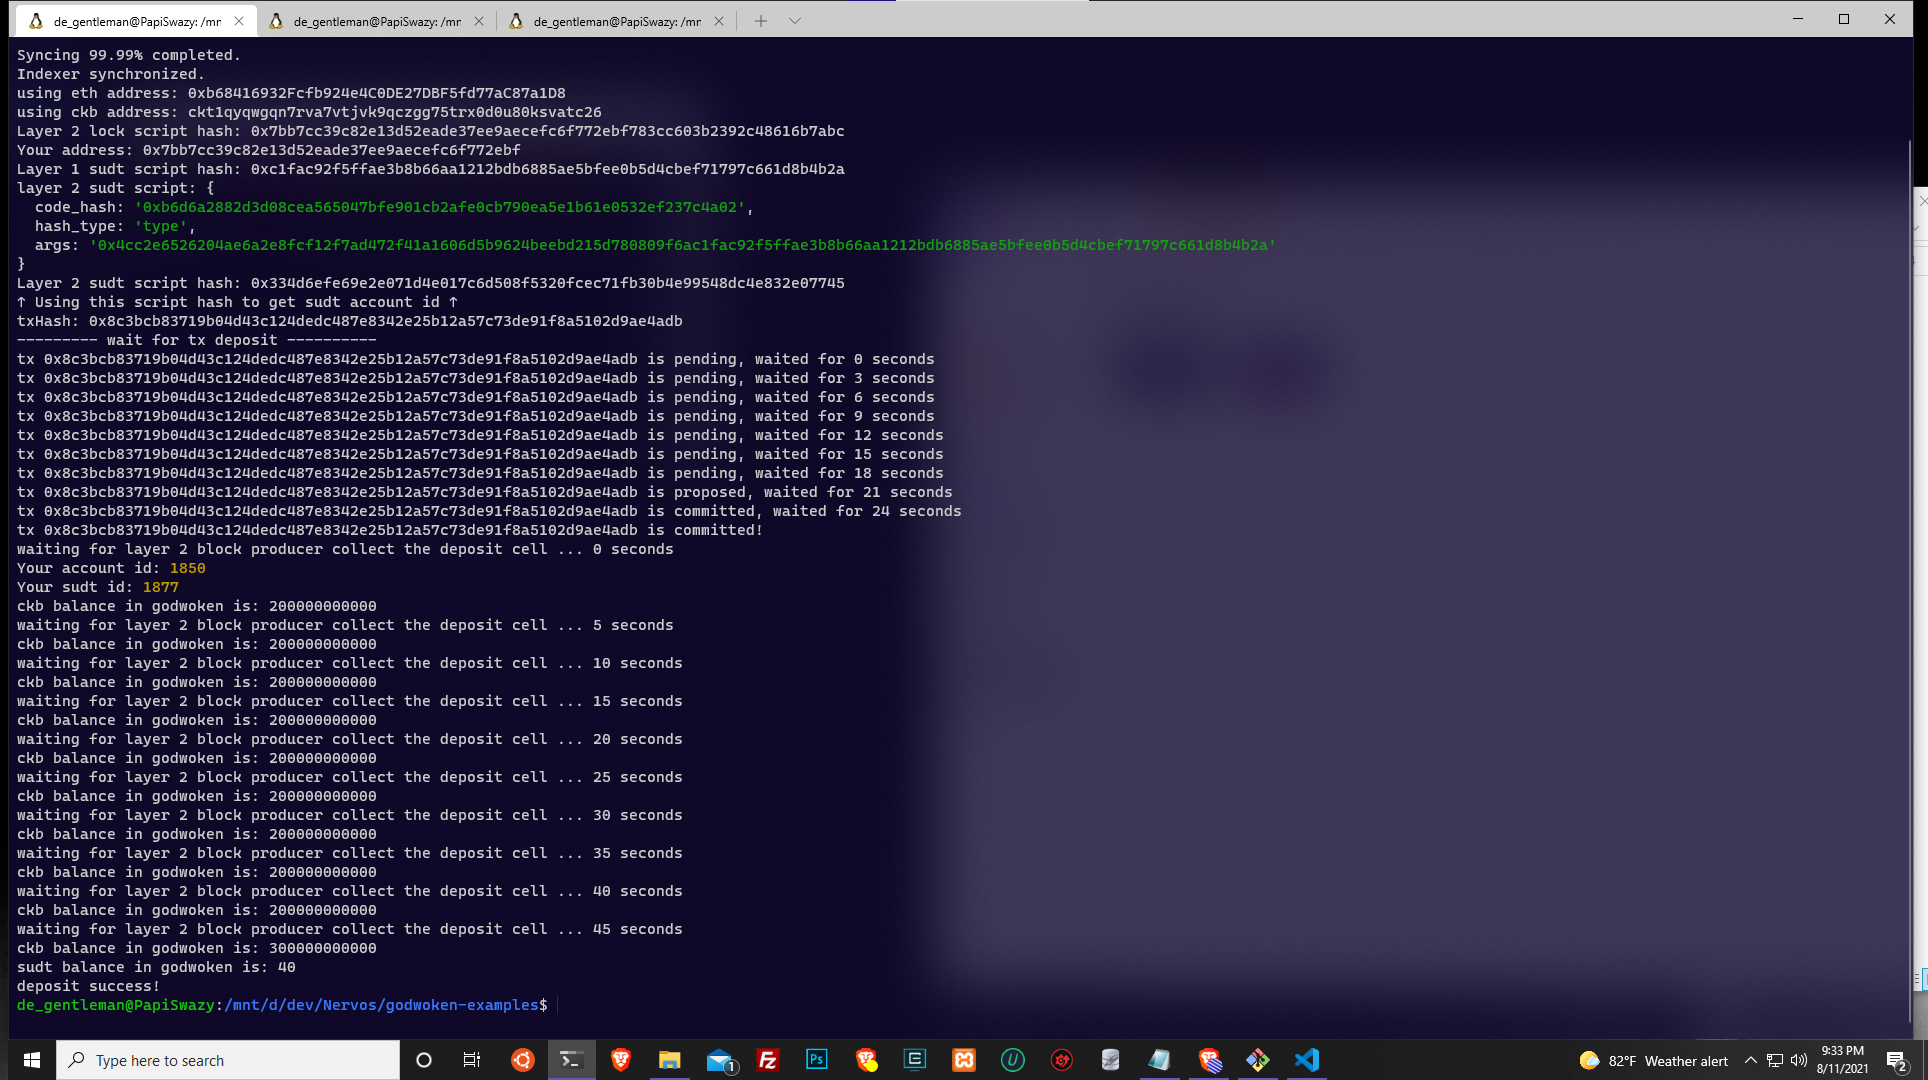 de_gentleman@PapiSwazy: /mn
de_gentleman@PapiSwazy: /mn
de_gentleman@PapiSwazy: /mn
Syncing 99.99% completed.
Indexer synchronized.
using eth address: 0xb68416932Fcfb924e4C0DE27DBF5fd77aC87a1D8
using ckb address: ckt1qyqwgqn7rva7vtjvk9qczgg75trx0d0u80ksvatc26
Layer 2 lock script hash: 0x7bb7cc39c82e13d52eade37ee9aecefc6f772ebf783cc603b2392c48616b7abc
Your address: 0x7bb7cc39c82e13d52eade37ee9aecefc6f772ebf
Layer 1 sudt script hash: 0xc1fac92f5ffae3b8b66aa1212bdb6885ae5bfee0b5d4cbef71797c661d8b4b2a
layer 2 sudt script: {
  code_hash: '0xb6d6a2882d3d08cea565047bfe901cb2afe0cb790ea5e1b61e0532ef237c4a02',
  hash_type: 'type',
  args: '0x4cc2e6526204ae6a2e8fcf12f7ad472f41a1606d5b9624beebd215d780809f6ac1fac92f5ffae3b8b66aa1212bdb6885ae5bfee0b5d4cbef71797c661d8b4b2a'
}
Layer 2 sudt script hash: 0x334d6efe69e2e071d4e017c6d508f5320fcec71fb30b4e99548dc4e832e07745
↑ Using this script hash to get sudt account id ↑
txHash: 0x8c3bcb83719b04d43c124dedc487e8342e25b12a57c73de91f8a5102d9ae4adb
--------- wait for tx deposit ----------
tx 0x8c3bcb83719b04d43c124dedc487e8342e25b12a57c73de91f8a5102d9ae4adb is pending, waited for 0 seconds
tx 0x8c3bcb83719b04d43c124dedc487e8342e25b12a57c73de91f8a5102d9ae4adb is pending, waited for 3 seconds
tx 0x8c3bcb83719b04d43c124dedc487e8342e25b12a57c73de91f8a5102d9ae4adb is pending, waited for 6 seconds
tx 0x8c3bcb83719b04d43c124dedc487e8342e25b12a57c73de91f8a5102d9ae4adb is pending, waited for 9 seconds
tx 0x8c3bcb83719b04d43c124dedc487e8342e25b12a57c73de91f8a5102d9ae4adb is pending, waited for 12 seconds
tx 0x8c3bcb83719b04d43c124dedc487e8342e25b12a57c73de91f8a5102d9ae4adb is pending, waited for 15 seconds
tx 0x8c3bcb83719b04d43c124dedc487e8342e25b12a57c73de91f8a5102d9ae4adb is pending, waited for 18 seconds
tx 0x8c3bcb83719b04d43c124dedc487e8342e25b12a57c73de91f8a5102d9ae4adb is proposed, waited for 21 seconds
tx 0x8c3bcb83719b04d43c124dedc487e8342e25b12a57c73de91f8a5102d9ae4adb is committed, waited for 24 seconds
tx 0x8c3bcb83719b04d43c124dedc487e8342e25b12a57c73de91f8a5102d9ae4adb is committed!
waiting for layer 2 block producer collect the deposit cell ... 0 seconds
Your account id: 1850
Your sudt id: 1877
ckb balance in godwoken is: 200000000000
waiting for layer 2 block producer collect the deposit cell ... 5 seconds
ckb balance in godwoken is: 200000000000
waiting for layer 2 block producer collect the deposit cell ... 10 seconds
ckb balance in godwoken is: 200000000000
waiting for layer 2 block producer collect the deposit cell ... 15 seconds
ckb balance in godwoken is: 200000000000
waiting for layer 2 block producer collect the deposit cell ... 20 seconds
ckb balance in godwoken is: 200000000000
waiting for layer 2 block producer collect the deposit cell ... 25 seconds
ckb balance in godwoken is: 200000000000
waiting for layer 2 block producer collect the deposit cell ... 30 seconds
ckb balance in godwoken is: 200000000000
waiting for layer 2 block producer collect the deposit cell ... 35 seconds
ckb balance in godwoken is: 200000000000
waiting for layer 2 block producer collect the deposit cell ... 40 seconds
ckb balance in godwoken is: 200000000000
waiting for layer 2 block producer collect the deposit cell ... 45 seconds
ckb balance in godwoken is: 300000000000
sudt balance in godwoken is: 40
deposit success!
de_gentleman@PapiSwazy:/mnt/d/dev/Nervos/godwoken-examples$
Type here to search
1
Ps
82°F Weather alert
9:33 PM
8/11/2021
2